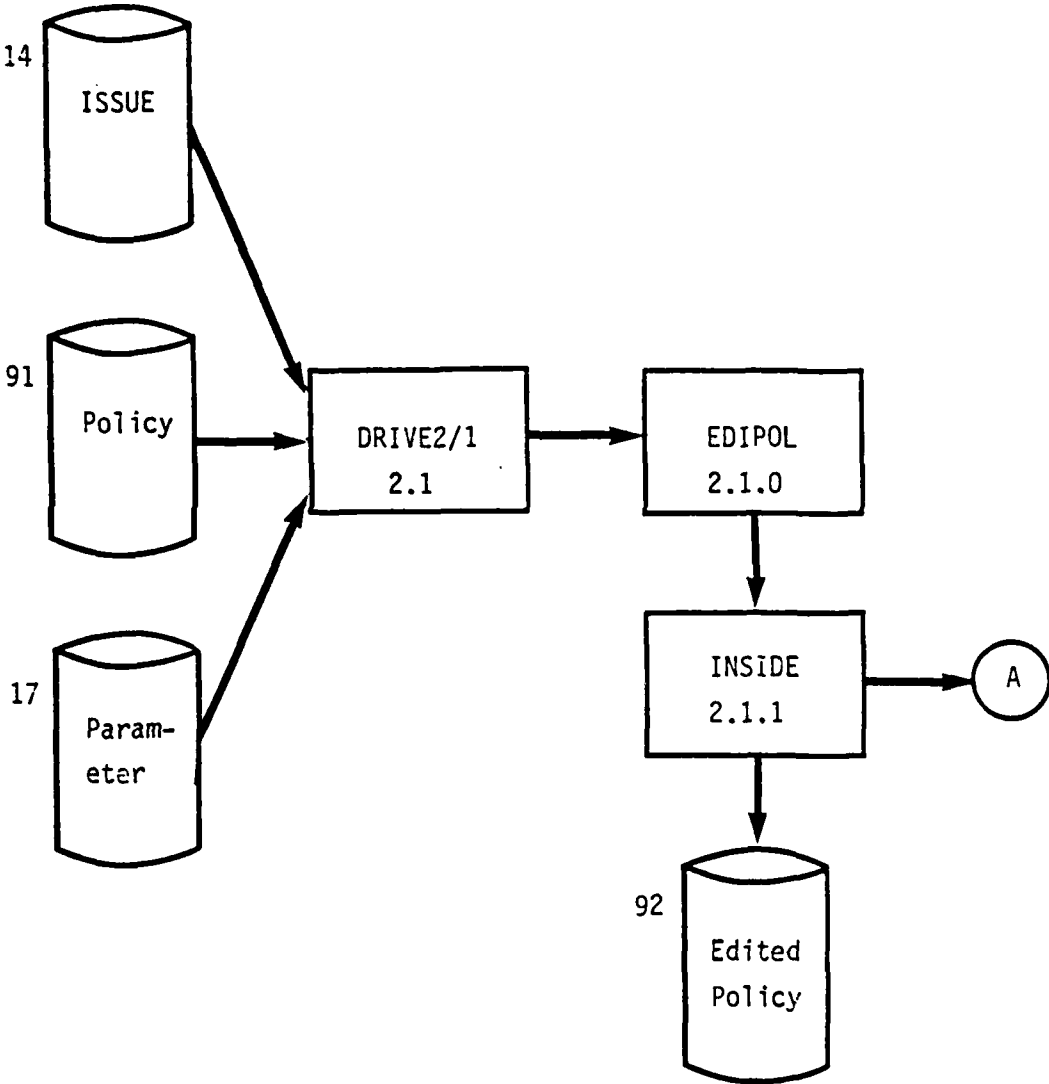 14
ISSUE
91
Policy
17
Param-
eter
DRIVE2/1
2.1
EDIPOL
2.1.0
INSIDE
2.1.1
A
92
Edited
Policy